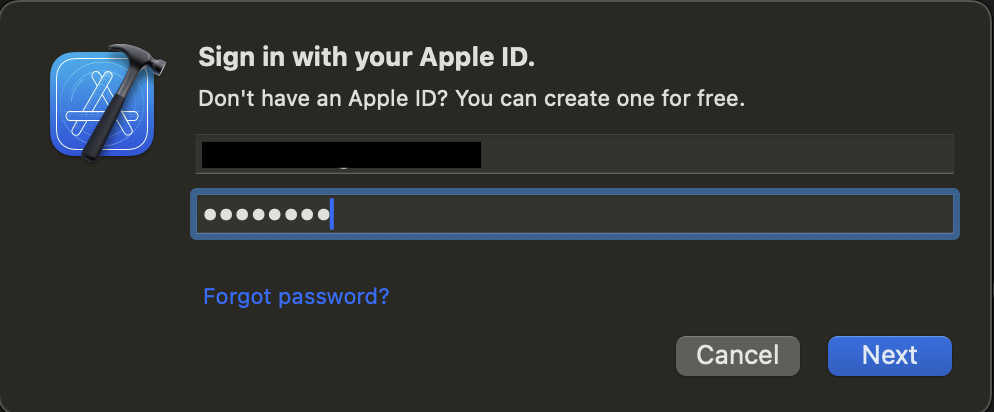 Sign in with your Apple ID.
Don't have an Apple ID? You can create one for free.
••••••••
Forgot password?
Cancel
Next